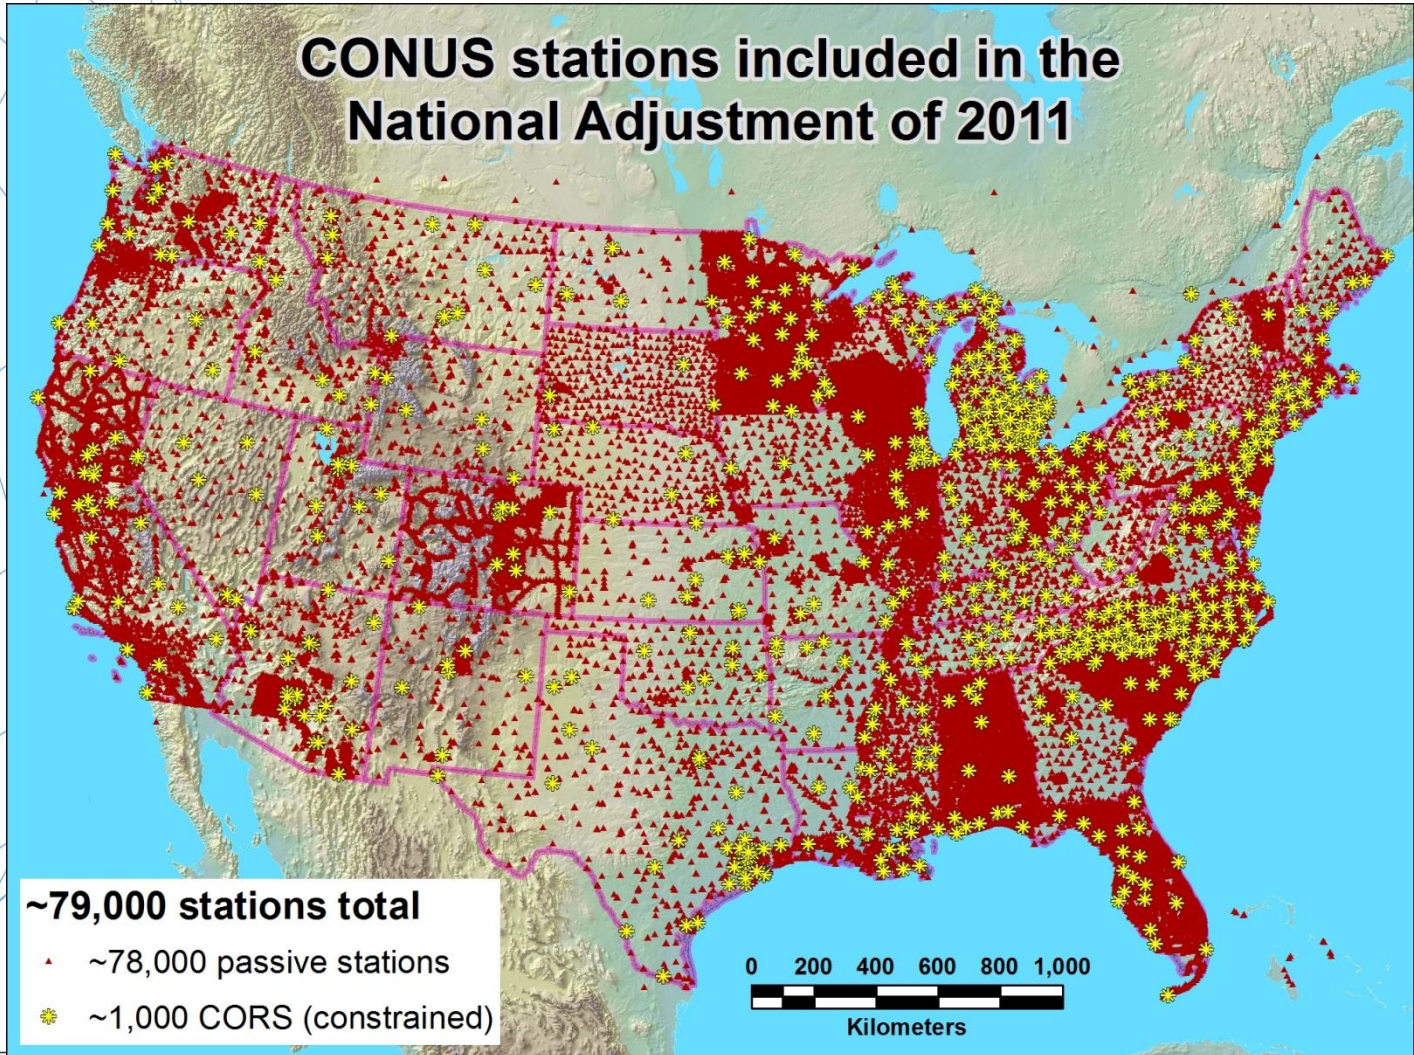 CONUS stations included in the
National Adjustment of 2011
~79,000 stations total
~78,000 passive stations
~1,000 CORS (constrained)
0 200 400 600 800 1,000
Kilometers